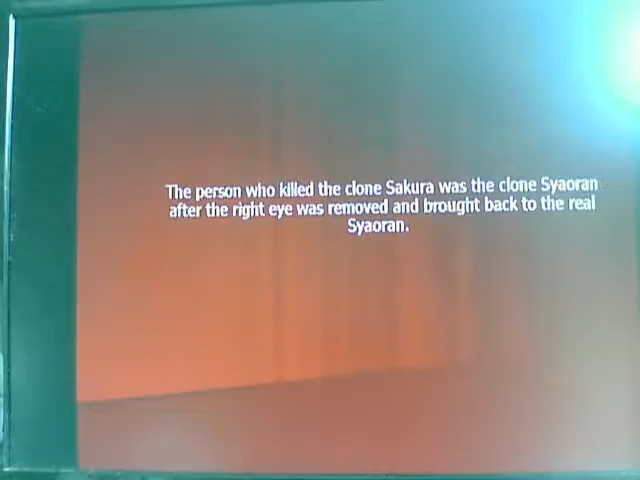 The person who killed the clone Sakura was the clone Syaoran
after the right eye was removed and brought back to the real
Syaoran.